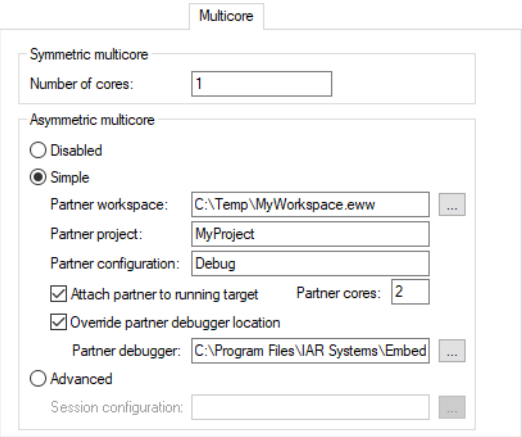 Multicore
Symmetric multicore
Number of cores: 1
Asymmetric multicore
Disabled
Simple
Partner workspace: C:\Temp\MyWorkspace.eww ...
Partner project: MyProject
Partner configuration: Debug
Attach partner to running target Partner cores: 2
Override partner debugger location
Partner debugger: C:\Program Files\IAR Systems\Embed ...
Advanced
Session configuration: ...